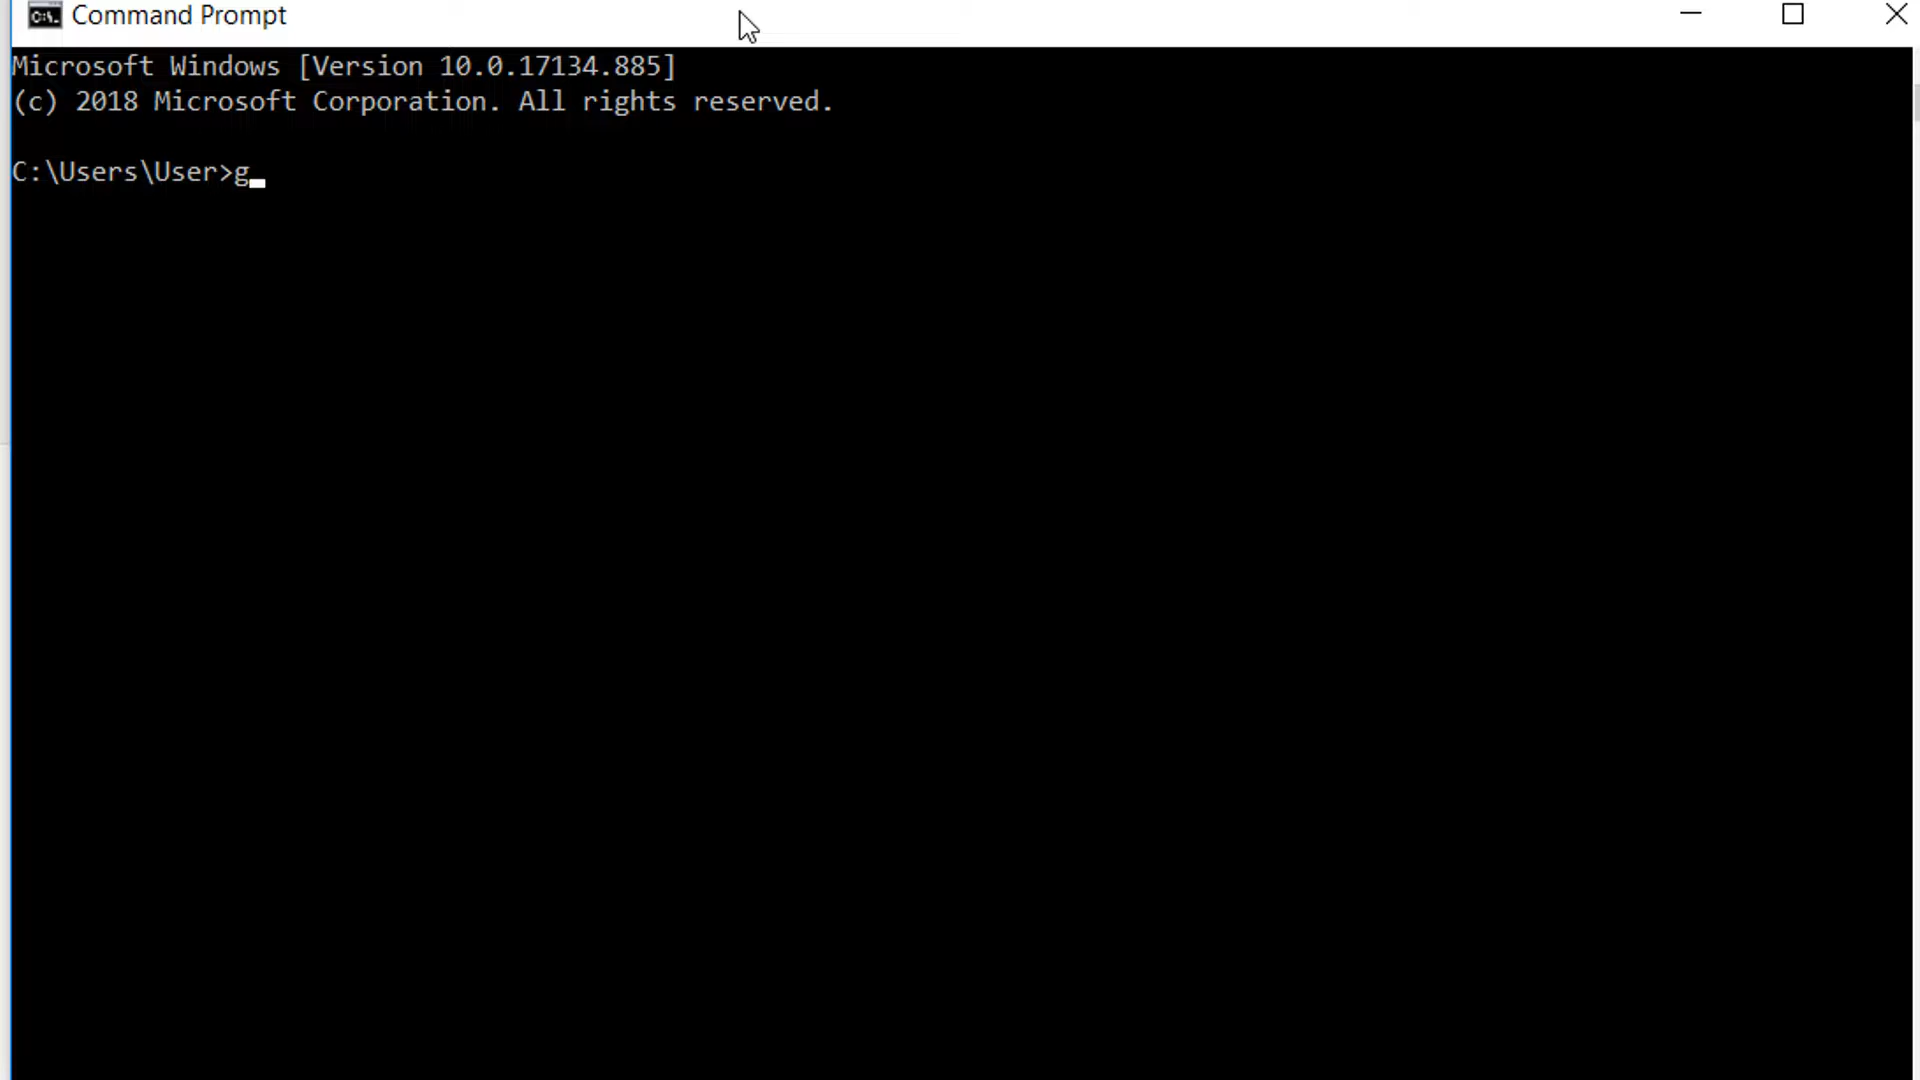 Command Prompt
Microsoft Windows [Version 10.0.17134.885]
(c) 2018 Microsoft Corporation. All rights reserved.
C:\Users\User>g